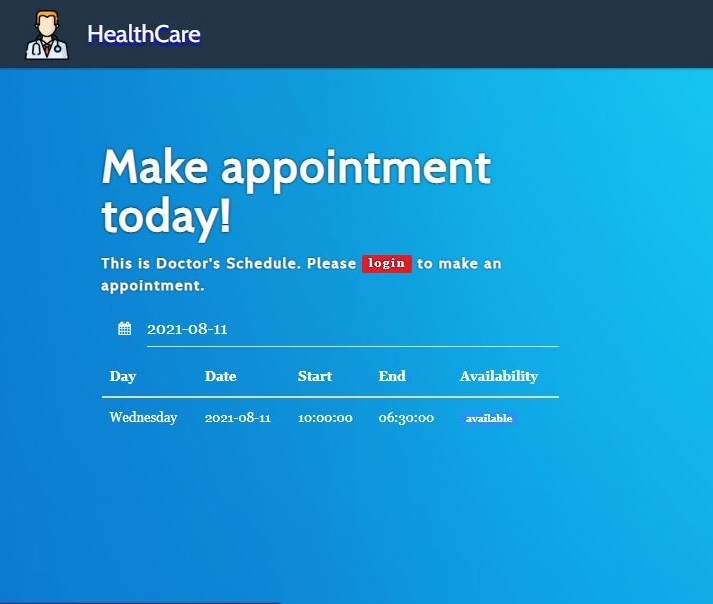 HealthCare
Make appointment
today!
This is Doctor's Schedule. Please login to make an
appointment.
2021-08-11
Day Date Start End Availability
Wednesday 2021-08-11 10:00:00 06:30:00 available